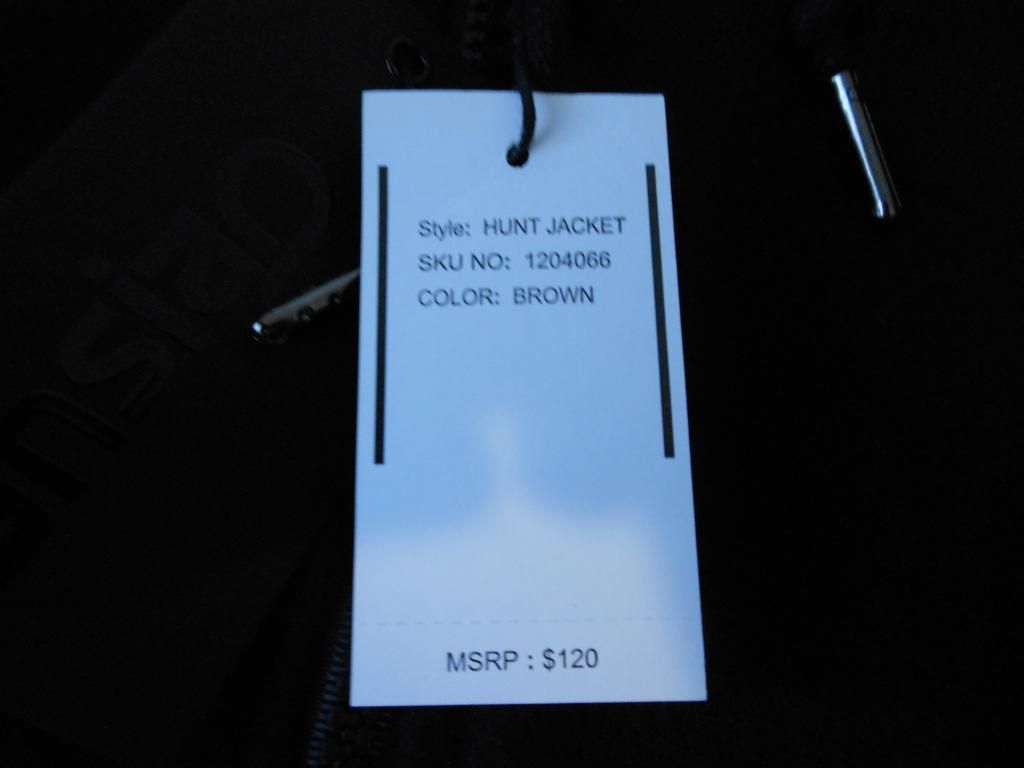 Style: HUNT JACKET
SKU NO: 1204066
COLOR: BROWN
MSRP : $120